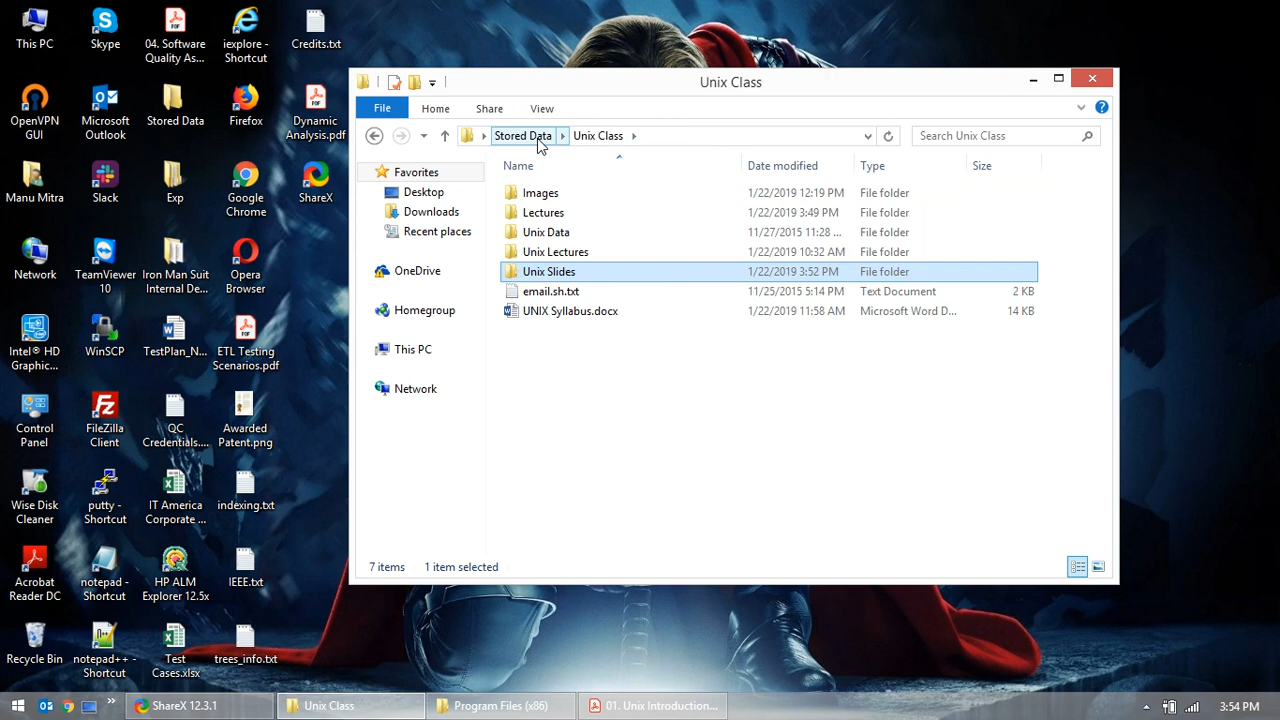 This PC
Skype
04. Software
Quality As...
iexplore -
Shortcut
Credits.txt
OpenVPN
GUI
Microsoft
Outlook
Stored Data
Firefox
Dynamic
Analysis.pdf
Manu Mitra
Slack
Exp
Google
Chrome
ShareX
Network
TeamViewer
10
Iron Man Suit
Internal De...
Opera
Browser
Intel® HD
Graphic...
WinSCP
TestPlan_N...
ETL Testing
Scenarios.pdf
Control
Panel
FileZilla
Client
QC
Credentials....
Awarded
Patent.png
Wise Disk
Cleaner
putty -
Shortcut
IT America
Corporate ...
indexing.txt
Acrobat
Reader DC
notepad -
Shortcut
HP ALM
Explorer 12.5x
IEEE.txt
Recycle Bin
notepad++ -
Shortcut
Test
Cases.xlsx
trees_info.txt
Unix Class
File Home Share View
Stored Data Unix Class
Search Unix Class
Favorites
Desktop
Downloads
Recent places
OneDrive
Homegroup
This PC
Network
Name Date modified Type Size
Images 1/22/2019 12:19 PM File folder
Lectures 1/22/2019 3:49 PM File folder
Unix Data 11/27/2015 11:28 ... File folder
Unix Lectures 1/22/2019 10:32 AM File folder
Unix Slides 1/22/2019 3:52 PM File folder
email.sh.txt 11/25/2015 5:14 PM Text Document 2 KB
UNIX Syllabus.docx 1/22/2019 11:58 AM Microsoft Word D... 14 KB
7 items 1 item selected
ShareX 12.3.1 Unix Class Program Files (x86) 01. Unix Introduction... 3:54 PM